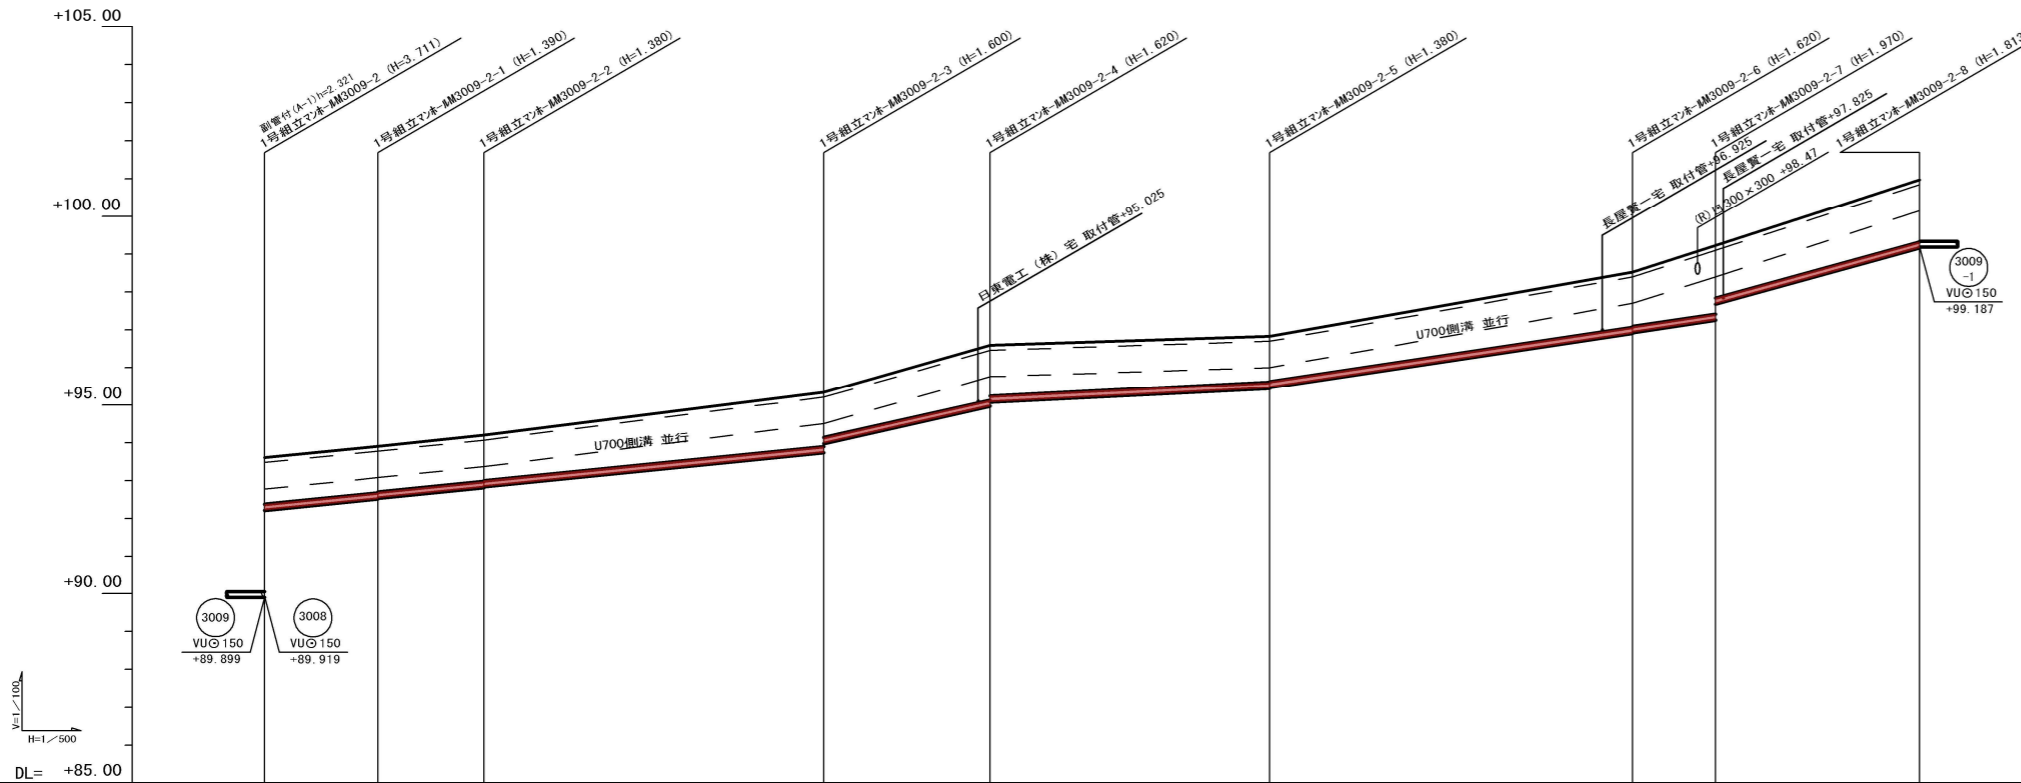 +105.00
副管付(A-1)h=2.321
1号組立マンホールM3009-2 (H=3.711)
1号組立マンホールM3009-2-1 (H=1.390)
1号組立マンホールM3009-2-2 (H=1.380)
1号組立マンホールM3009-2-3 (H=1.600)
1号組立マンホールM3009-2-4 (H=1.620)
1号組立マンホールM3009-2-5 (H=1.380)
1号組立マンホールM3009-2-6 (H=1.620)
1号組立マンホールM3009-2-7 (H=1.970)
1号組立マンホールM3009-2-8 (H=1.813
長屋賢一宅 取付管+96.925
長屋賢一宅 取付管+97.825
300×300 +98.47
日東電工(株)宅 取付管+95.025
+100.00
3009
-1
VU⊙150
+99.187
U700側溝 並行
+95.00
U700側溝 並行
+90.00
3009
VU⊙150
+89.899
3008
VU⊙150
+89.919
V=1/100
H=1/500
DL= +85.00